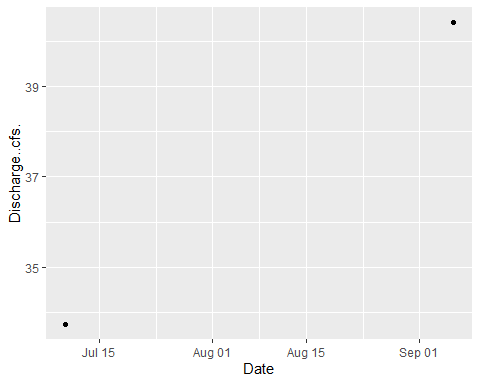 Discharge..cfs.
39
37
35
Jul 15
Aug 01
Aug 15
Sep 01
Date